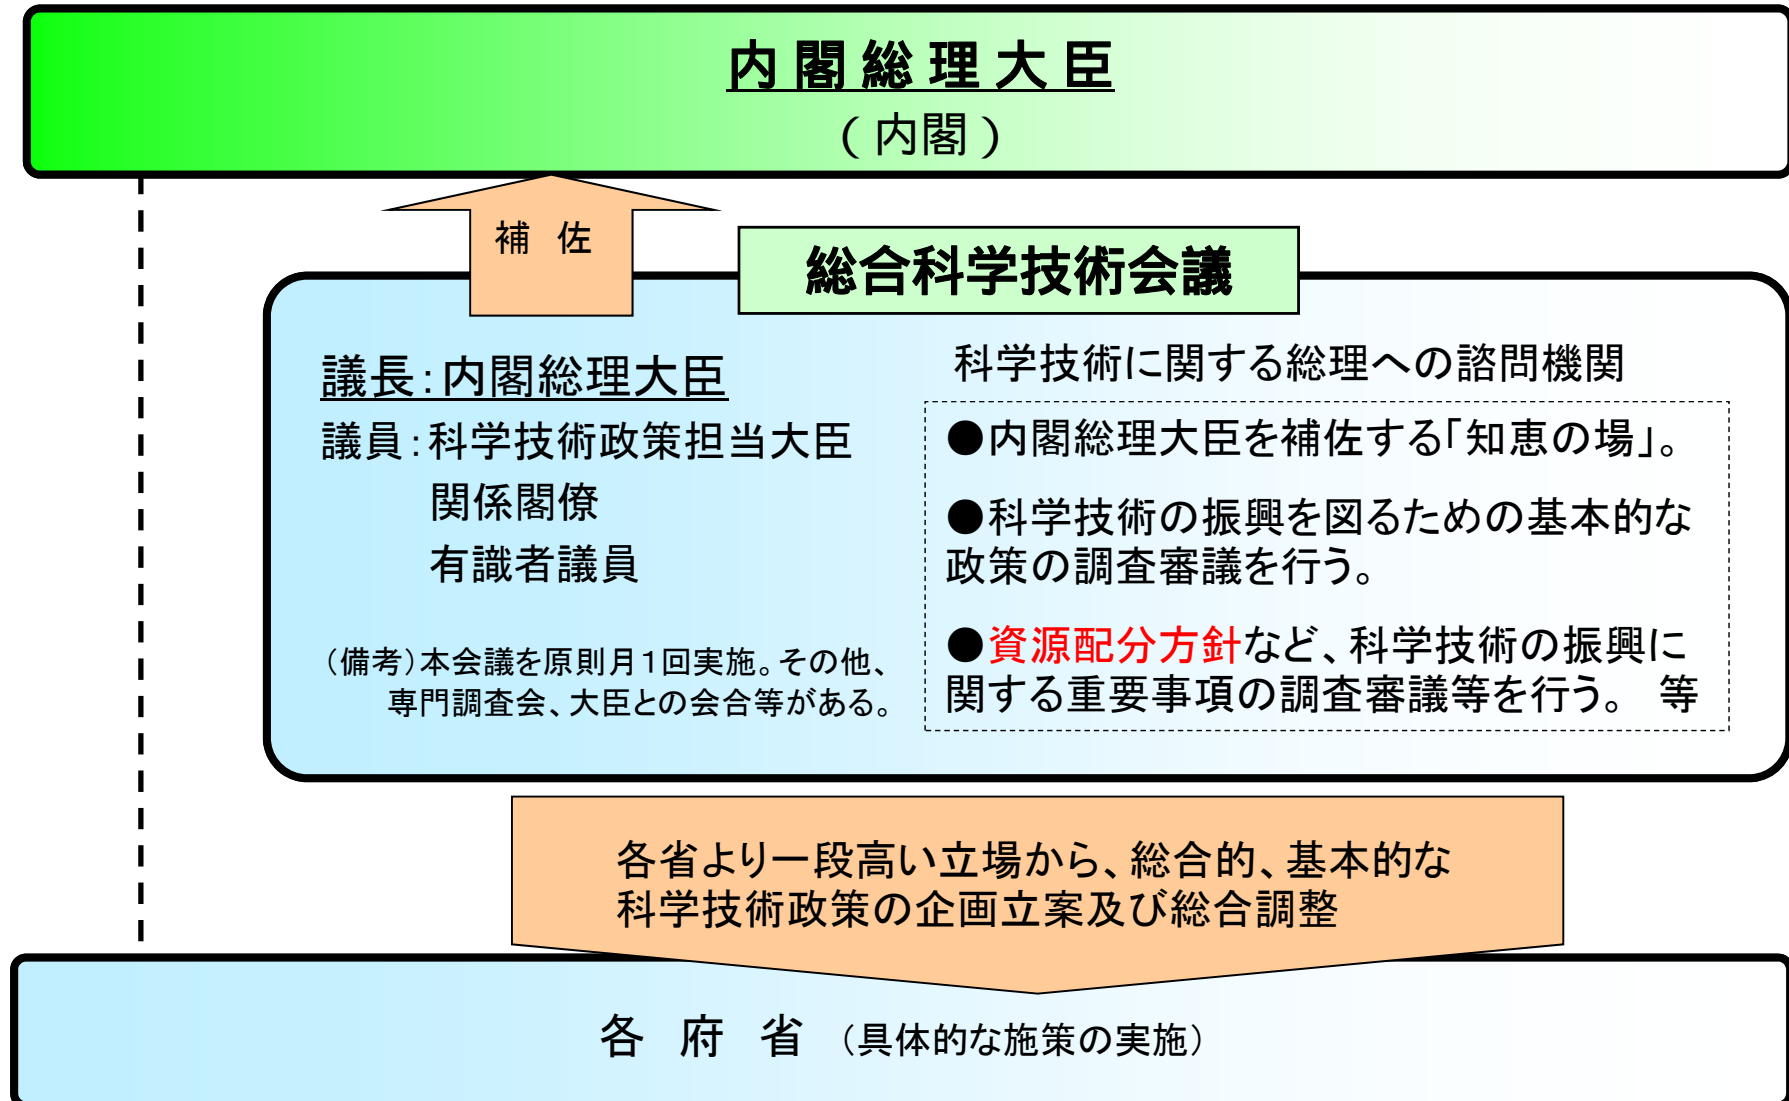 内閣総理大臣
（内閣）
補 佐
総合科学技術会議
議長：内閣総理大臣
議員：科学技術政策担当大臣
関係閣僚
有識者議員
（備考）本会議を原則月１回実施。その他、
専門調査会、大臣との会合等がある。
科学技術に関する総理への諮問機関
●内閣総理大臣を補佐する「知恵の場」。
●科学技術の振興を図るための基本的な
政策の調査審議を行う。
●資源配分方針など、科学技術の振興に
関する重要事項の調査審議等を行う。 等
各省より一段高い立場から、総合的、基本的な
科学技術政策の企画立案及び総合調整
各 府 省 （具体的な施策の実施）